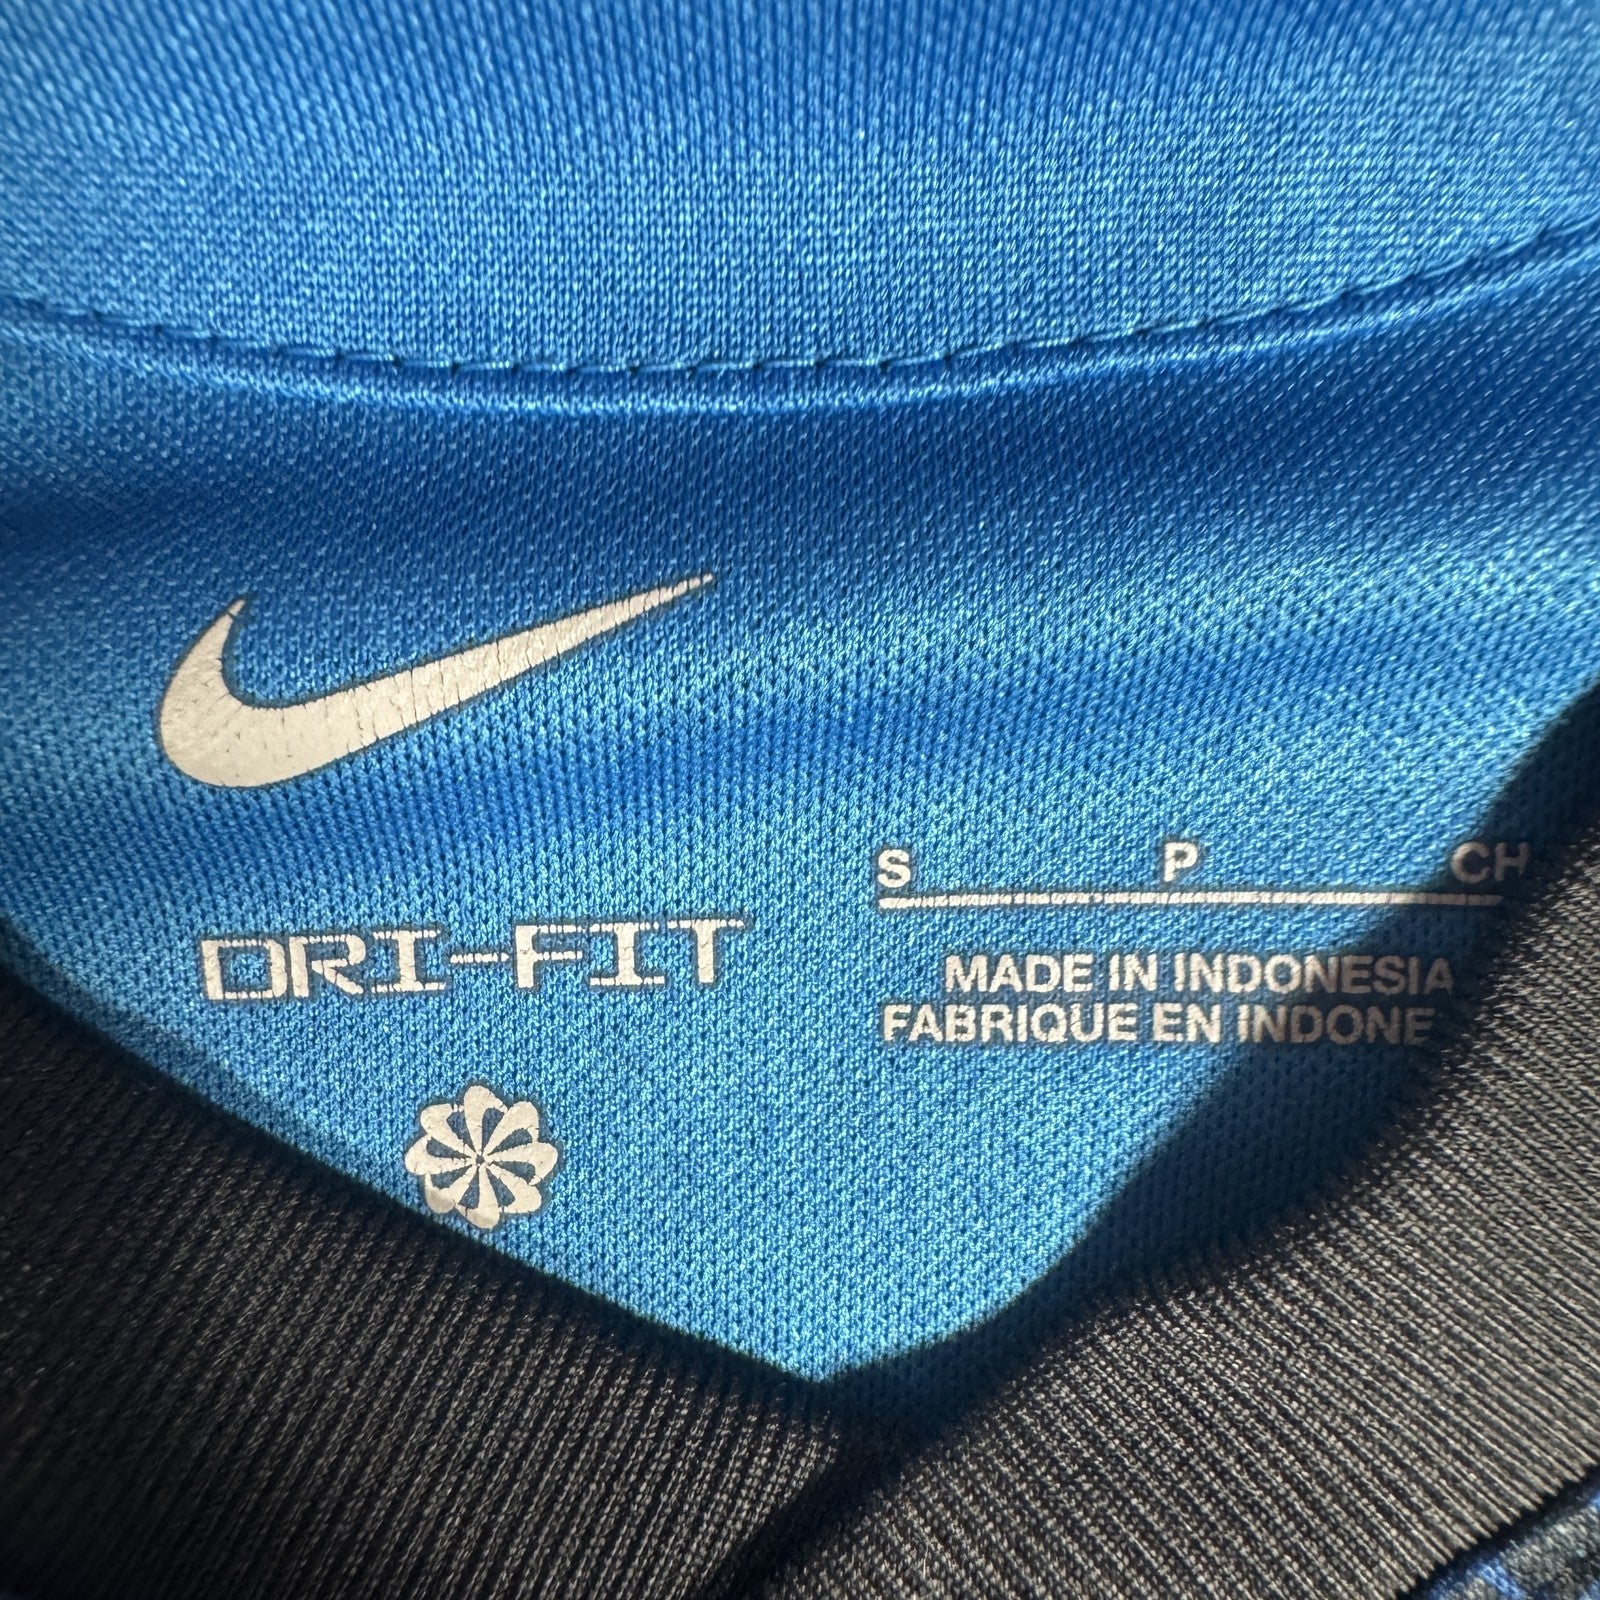 S P CH
DRI-FIT
MADE IN INDONESIA
FABRIQUE EN INDONE